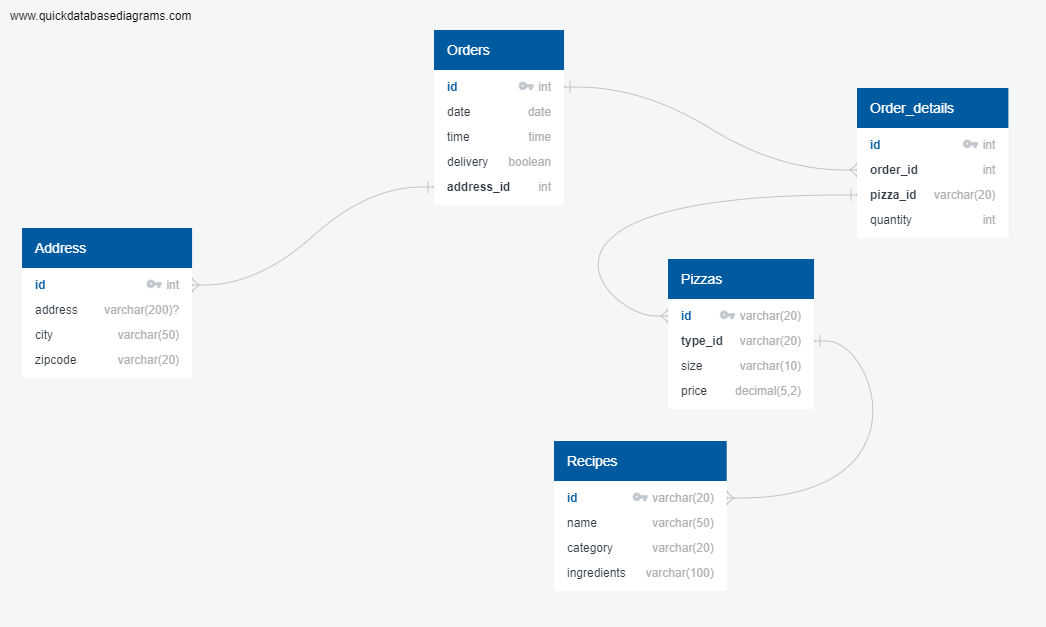 www.quickdatabasediagrams.com
Orders
id int
date date
time time
delivery boolean
address_id int
Order_details
id int
order_id int
pizza_id varchar(20)
quantity int
Address
id int
address varchar(200)?
city varchar(50)
zipcode varchar(20)
Pizzas
id varchar(20)
type_id varchar(20)
size varchar(10)
price decimal(5,2)
Recipes
id varchar(20)
name varchar(50)
category varchar(20)
ingredients varchar(100)